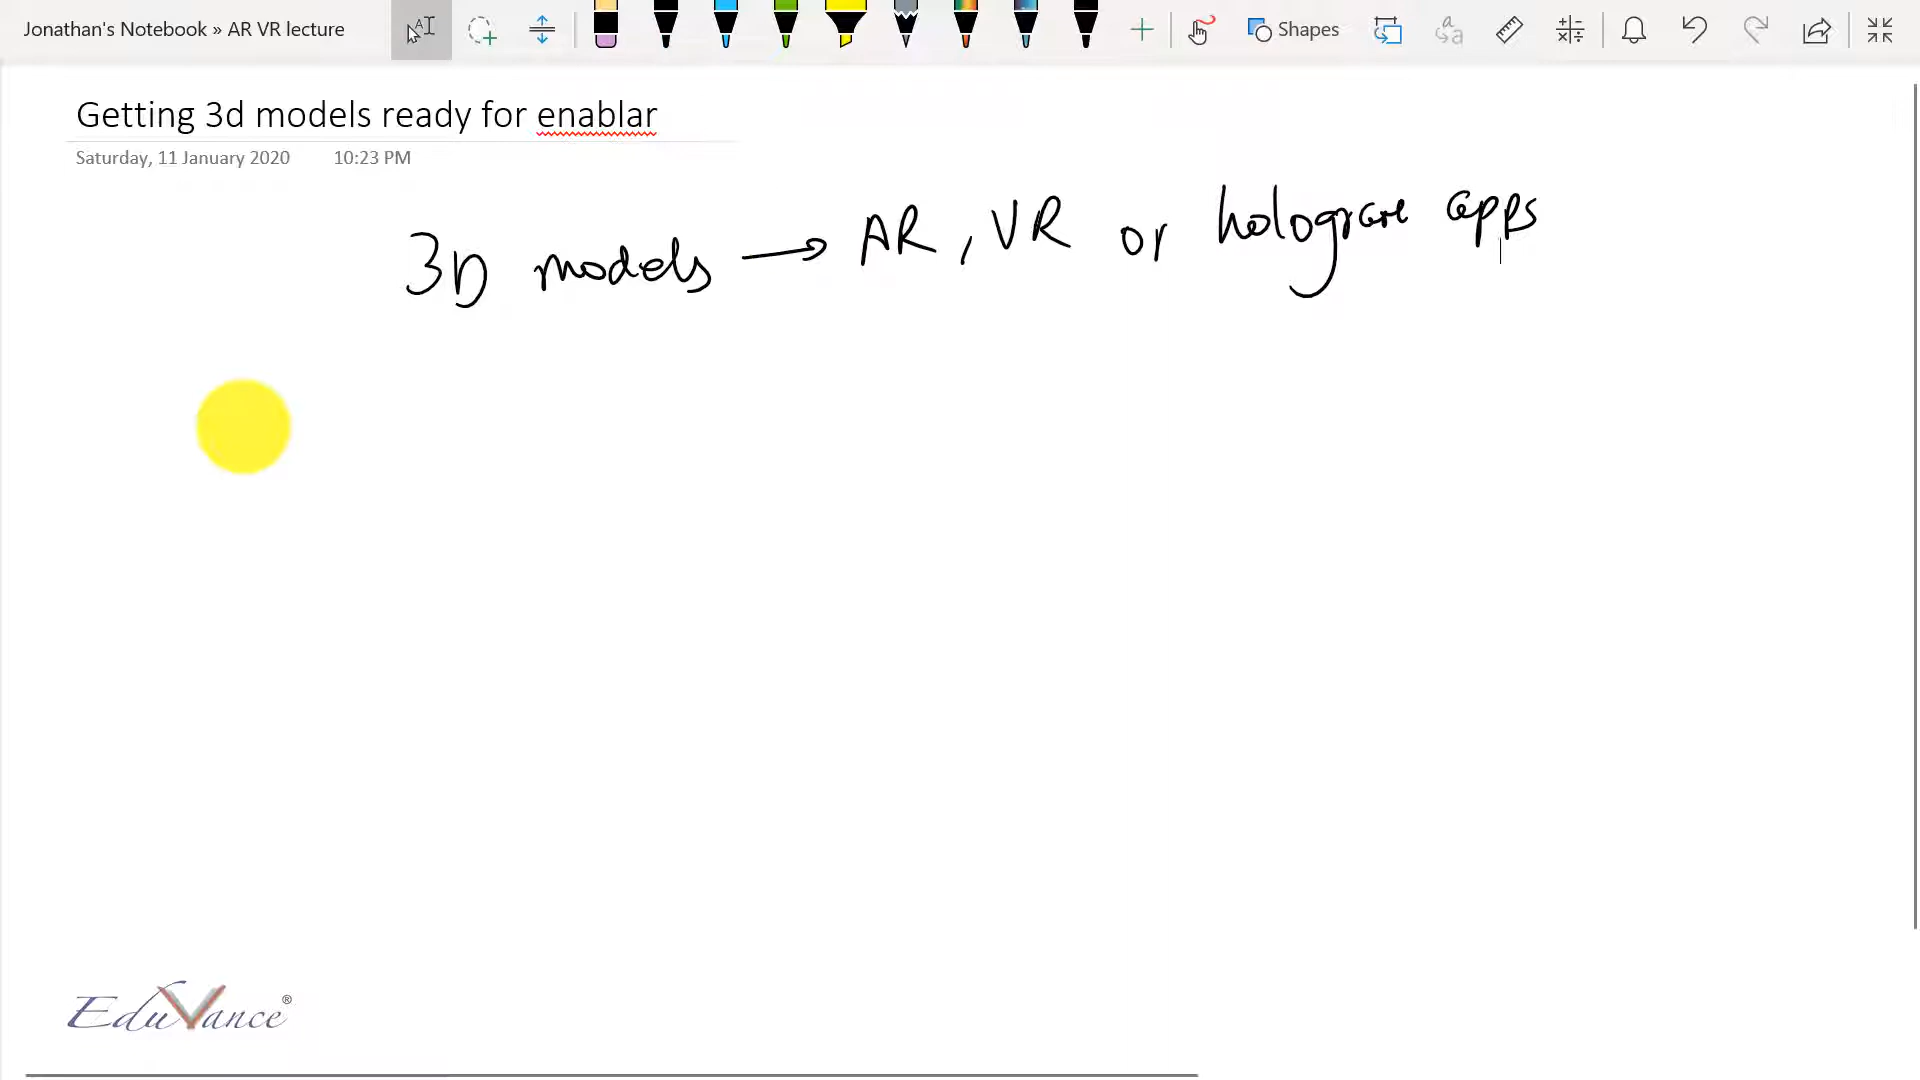 Jonathan's Notebook » AR VR lecture
Shapes
Getting 3d models ready for enablar
Saturday, 11 January 2020 10:23 PM
3D models → AR, VR or hologram apps
EduVance®